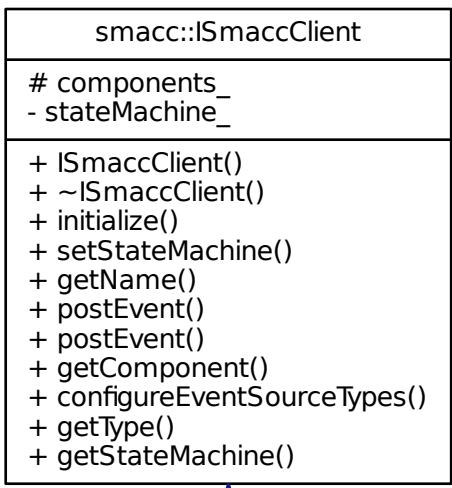 smacc::ISmaccClient
# components_
- stateMachine_
+ ISmaccClient()
+ ~ISmaccClient()
+ initialize()
+ setStateMachine()
+ getName()
+ postEvent()
+ postEvent()
+ getComponent()
+ configureEventSourceTypes()
+ getType()
+ getStateMachine()